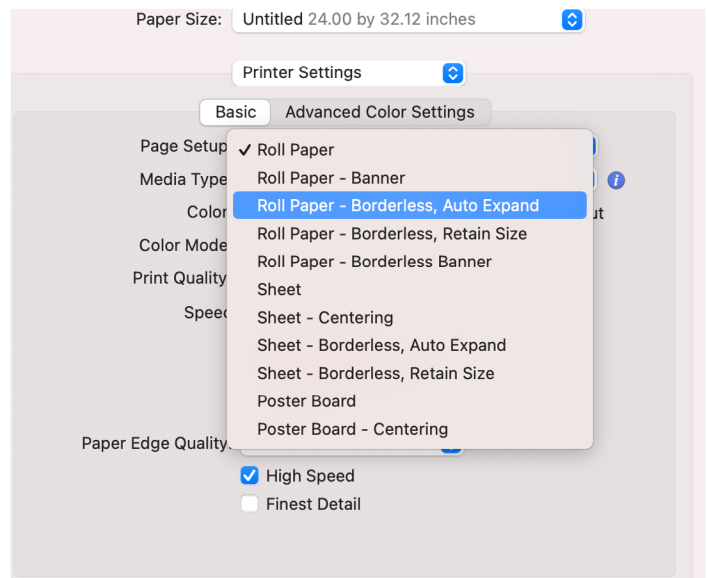 Paper Size: Untitled 24.00 by 32.12 inches
Printer Settings
Basic Advanced Color Settings
Page Setup
✓ Roll Paper
Roll Paper - Banner
Media Type
Roll Paper - Borderless, Auto Expand
Color
ut
Roll Paper - Borderless, Retain Size
Color Mode
Roll Paper - Borderless Banner
Print Quality
Sheet
Speed
Sheet - Centering
Sheet - Borderless, Auto Expand
Sheet - Borderless, Retain Size
Poster Board
Poster Board - Centering
Paper Edge Quality:
High Speed
Finest Detail